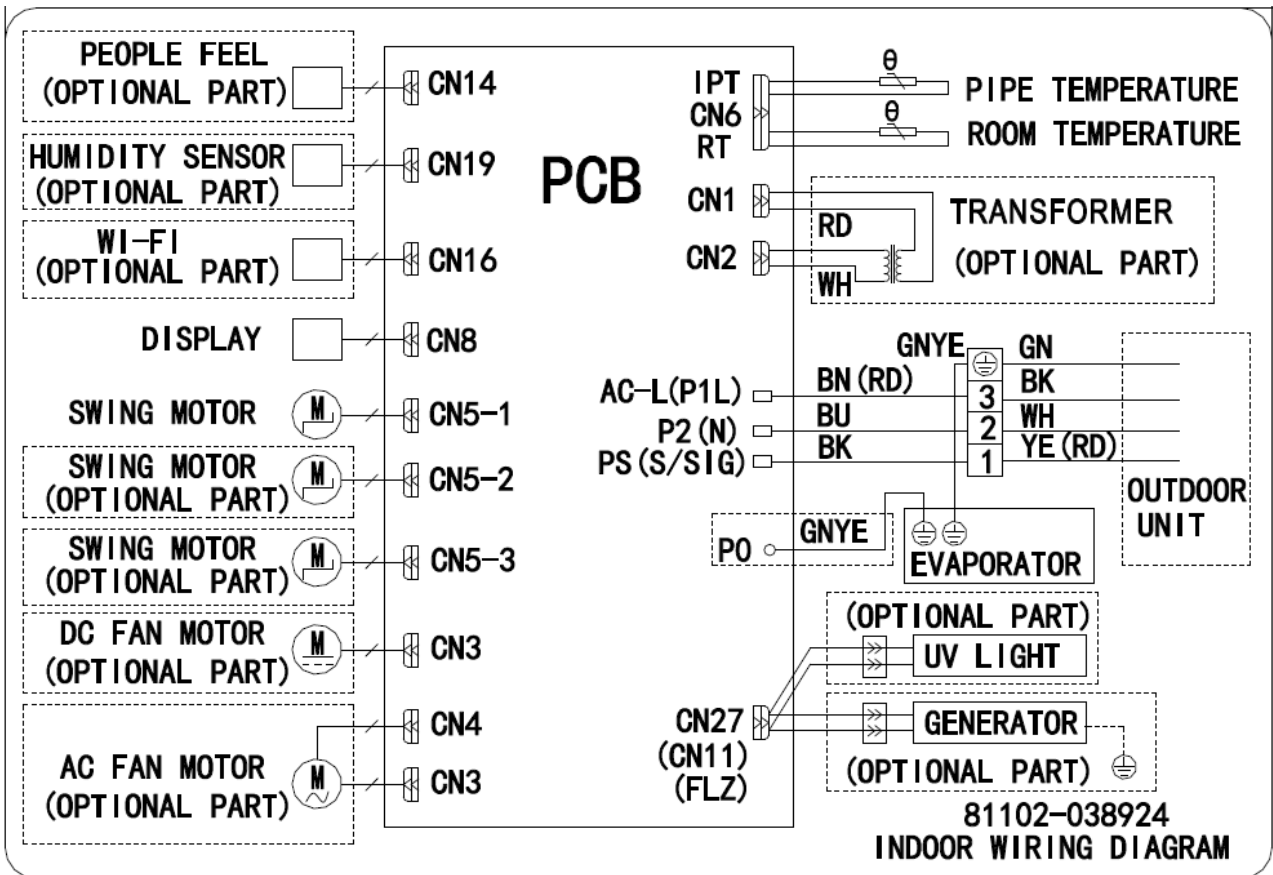 PEOPLE FEEL
(OPTIONAL PART)
CN14
HUMIDITY SENSOR
(OPTIONAL PART)
CN19
WI-FI
(OPTIONAL PART)
CN16
DISPLAY
CN8
SWING MOTOR
M
CN5-1
SWING MOTOR
(OPTIONAL PART)
M
CN5-2
SWING MOTOR
(OPTIONAL PART)
M
CN5-3
DC FAN MOTOR
(OPTIONAL PART)
M
CN3
AC FAN MOTOR
(OPTIONAL PART)
M
CN4
CN3
PCB
IPT
CN6
RT
θ
PIPE TEMPERATURE
θ
ROOM TEMPERATURE
CN1
CN2
RD
WH
TRANSFORMER
(OPTIONAL PART)
AC-L(P1L)
P2(N)
PS(S/SIG)
BN(RD)
BU
BK
GNYE
3
2
1
GN
BK
WH
YE(RD)
OUTDOOR
UNIT
P0
GNYE
EVAPORATOR
(OPTIONAL PART)
UV LIGHT
CN27
(CN11)
(FLZ)
GENERATOR
(OPTIONAL PART)
81102-038924
INDOOR WIRING DIAGRAM